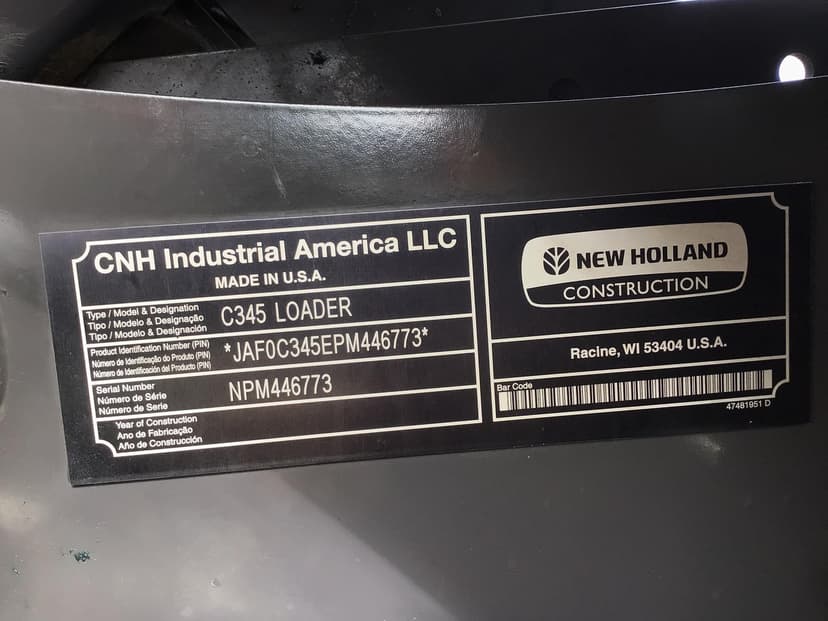 CNH Industrial America LLC
MADE IN U.S.A.
Type / Model & Designation
Tipo / Modelo & Designação
Tipo / Modelo & Designación
C345 LOADER
Product Identification Number (PIN)
Número de Identificação do Produto (PIN)
Número de Identificación del Producto (PIN)
*JAF0C345EPM446773*
Serial Number
Número de Série
Número de Serie
NPM446773
Year of Construction
Ano de Fabricação
Año de Construcción
NEW HOLLAND
CONSTRUCTION
Racine, WI 53404 U.S.A.
Bar Code
47481951 D